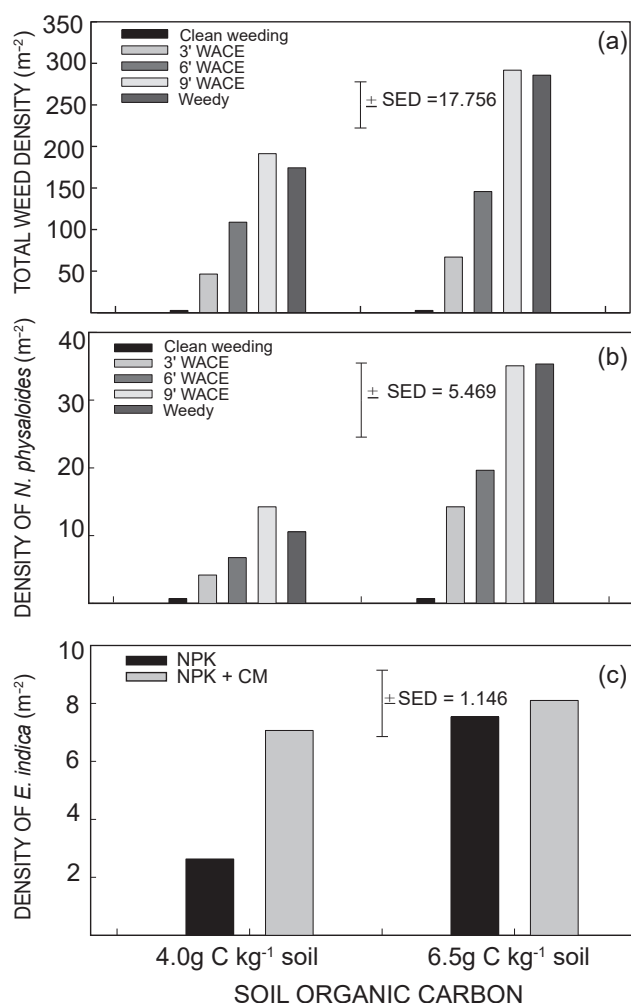 TOTAL WEED DENSITY (m⁻²)
350
300
250
200
150
100
50
Clean weeding
3' WACE
6' WACE
9' WACE
Weedy
± SED =17.756
(a)
DENSITY OF N. physaloides (m⁻²)
40
30
20
10
Clean weeding
3' WACE
6' WACE
9' WACE
Weedy
± SED = 5.469
(b)
DENSITY OF E. indica (m⁻²)
10
8
6
4
2
NPK
NPK + CM
±SED = 1.146
(c)
4.0g C kg⁻¹ soil
6.5g C kg⁻¹ soil
SOIL ORGANIC CARBON